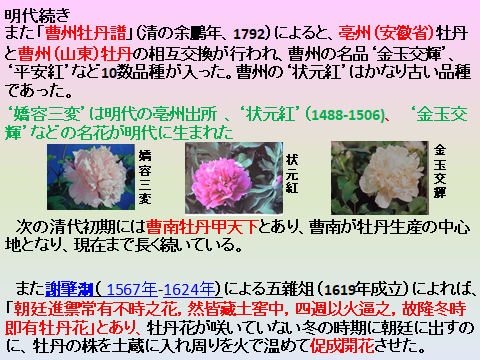 明代続き
また「曹州牡丹譜」（清の余鵬年、1792）によると、亳州（安徽省）牡丹
と曹州（山東）牡丹の相互交換が行われ、曹州の名品‘金玉交輝’、
‘平安紅’など10数品種が入った。曹州の‘状元紅’はかなり古い品種
であった。
‘嬌容三変’は明代の亳州出所 、‘状元紅’（1488-1506)、 ‘金玉交
輝’などの名花が明代に生まれた
嬌容三変
状元紅
金玉交輝
次の清代初期には曹南牡丹甲天下とあり、曹南が牡丹生産の中心
地となり、現在まで長く続いている。
また謝肇淛（ 1567年-1624年）による五雑俎（1619年成立）によれば、
「朝廷進禦常有不時之花，然皆藏土窖中，四週以火逼之，故隆冬時
即有牡丹花」とあり、牡丹花が咲いていない冬の時期に朝廷に出すの
に、牡丹の株を土蔵に入れ周りを火で温めて促成開花させた。